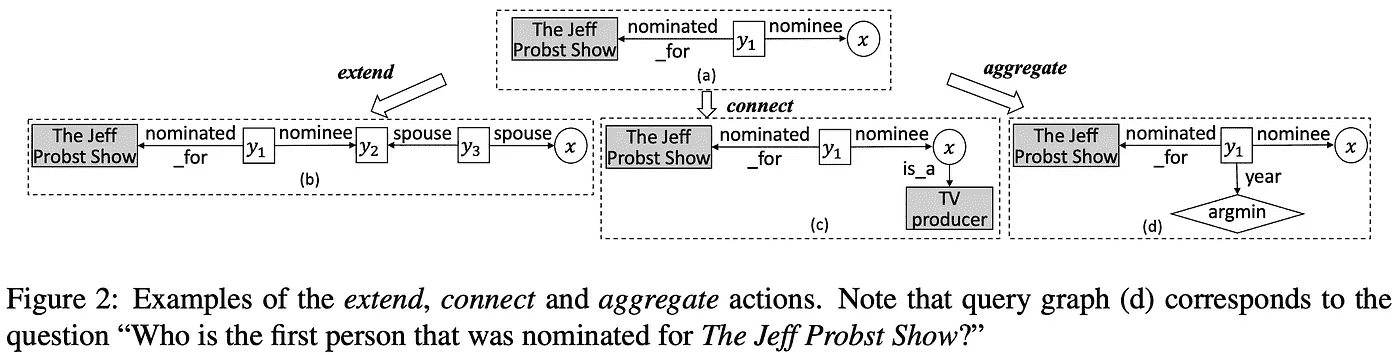 The Jeff
Probst Show
nominated
_for
y₁
nominee
x
(a)
extend
connect
aggregate
The Jeff
Probst Show
nominated
_for
y₁
nominee
y₂
spouse
y₃
spouse
x
(b)
The Jeff
Probst Show
nominated
_for
y₁
nominee
x
is_a
TV
producer
(c)
The Jeff
Probst Show
nominated
_for
y₁
nominee
x
year
argmin
(d)
Figure 2: Examples of the extend, connect and aggregate actions. Note that query graph (d) corresponds to the
question “Who is the first person that was nominated for The Jeff Probst Show?”